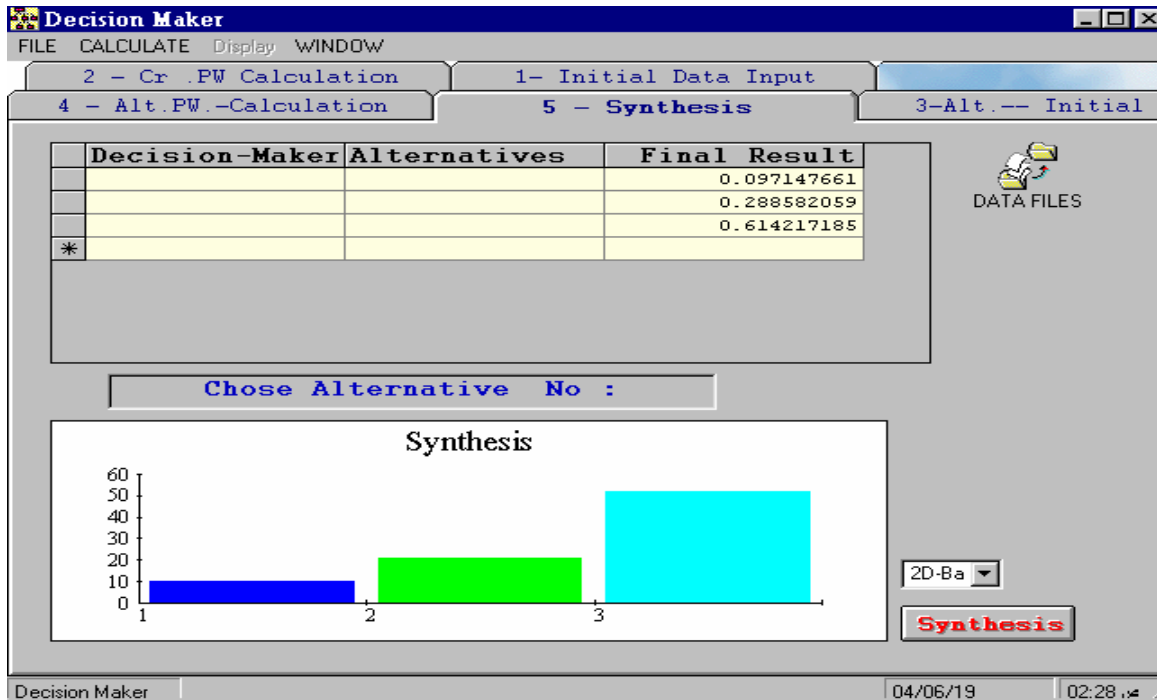 Decision Maker
FILE CALCULATE Display WINDOW
2 - Cr .PW Calculation 1- Initial Data Input
4 - Alt.PW.-Calculation 5 - Synthesis 3-Alt.-- Initial
Decision-Maker Alternatives Final Result
0.097147661
0.288582059
0.614217185
*
DATA FILES
Chose Alternative No :
Synthesis
60
50
40
30
20
10
0
1 2 3
2D-Ba
Synthesis
Decision Maker 04/06/19 02:28